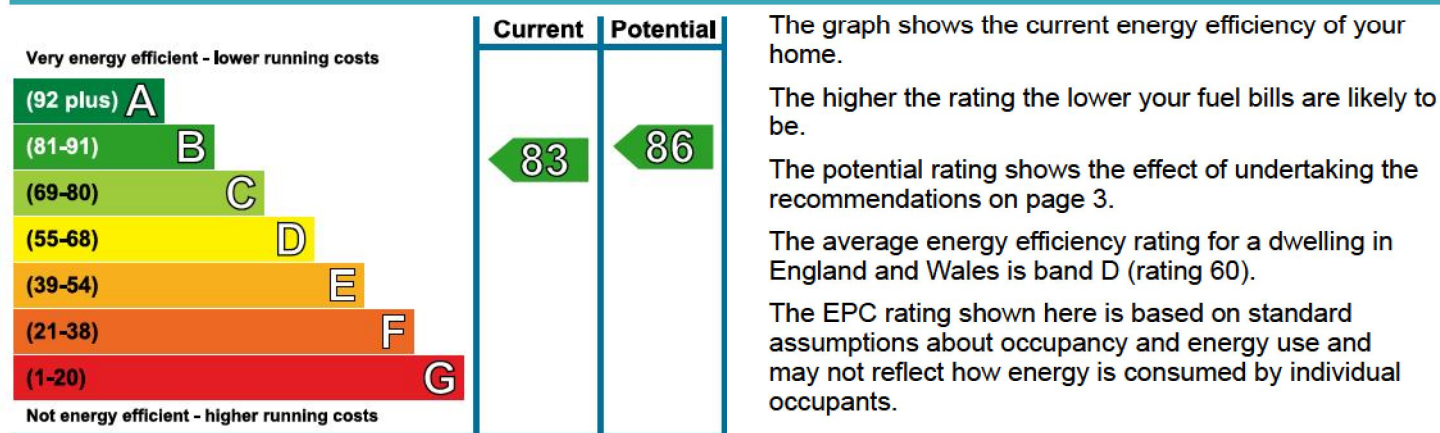 Current Potential
Very energy efficient - lower running costs
(92 plus) A
(81-91) B
83
86
(69-80) C
(55-68) D
(39-54) E
(21-38) F
(1-20) G
Not energy efficient - higher running costs
The graph shows the current energy efficiency of your
home.
The higher the rating the lower your fuel bills are likely to
be.
The potential rating shows the effect of undertaking the
recommendations on page 3.
The average energy efficiency rating for a dwelling in
England and Wales is band D (rating 60).
The EPC rating shown here is based on standard
assumptions about occupancy and energy use and
may not reflect how energy is consumed by individual
occupants.